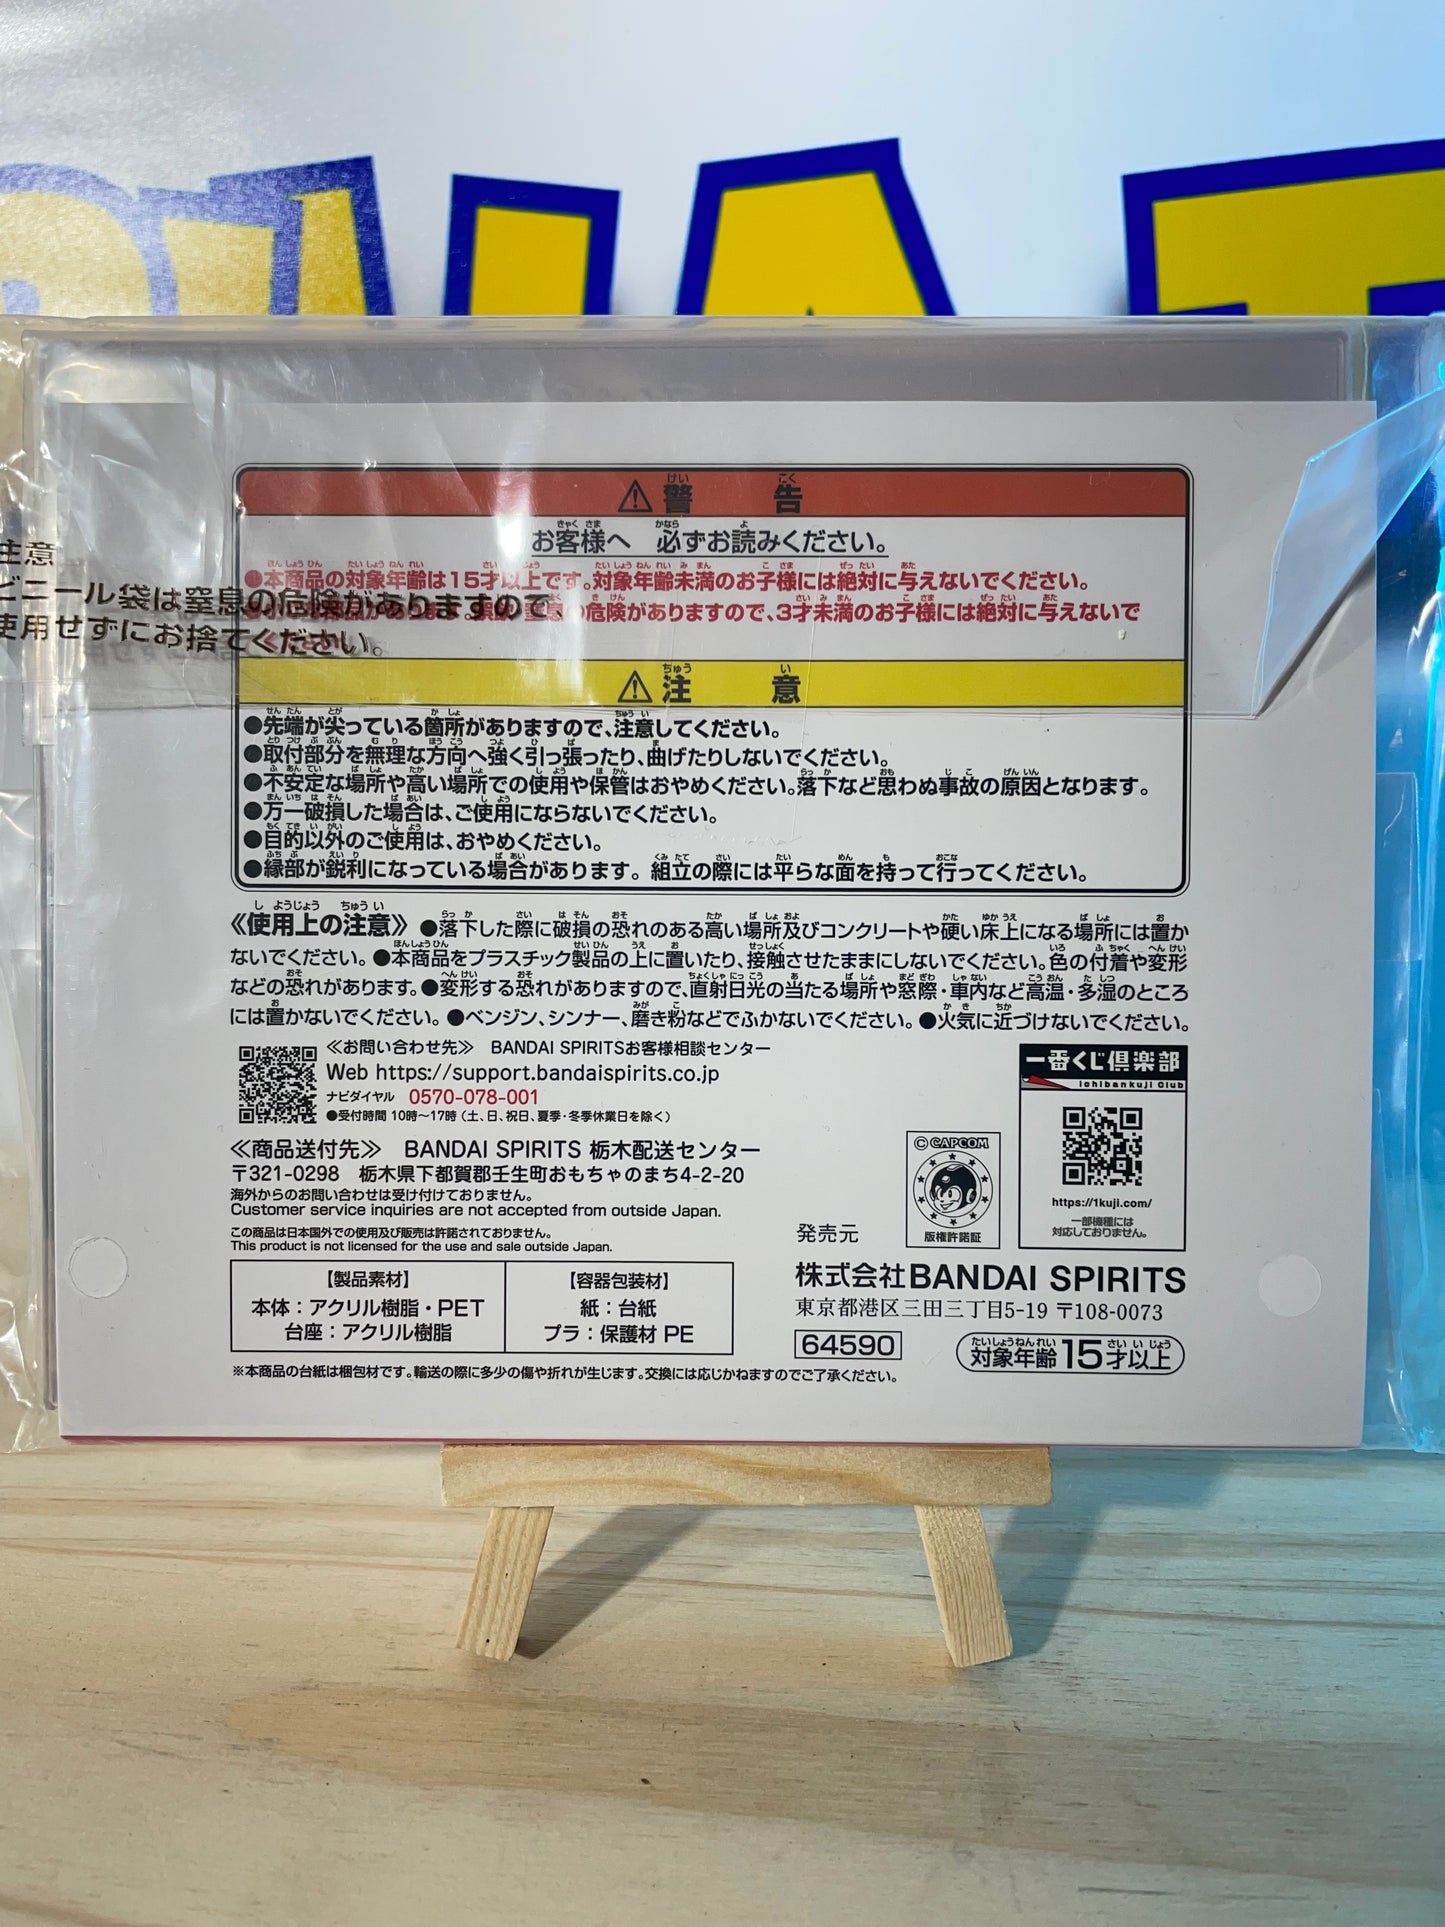 警告
お客様へ 必ずお読みください。
●本商品の対象年齢は15才以上です。対象年齢未満のお子様には絶対に与えないでください。
危険がありますので、3才未満のお子様には絶対に与えないで
注意
ビニール袋は窒息の危険がありますので、
使用せずにお捨てください。
注意
●先端が尖っている箇所がありますので、注意してください。
●取付部分を無理な方向へ強く引っ張ったり、曲げたりしないでください。
●不安定な場所や高い場所での使用や保管はおやめください。落下など思わぬ事故の原因となります。
●万一破損した場合は、ご使用にならないでください。
●目的以外のご使用は、おやめください。
●縁部が鋭利になっている場合があります。組立の際には平らな面を持って行ってください。
≪使用上の注意≫ ●落下した際に破損の恐れのある高い場所及びコンクリートや硬い床上になる場所には置か
ないでください。●本商品をプラスチック製品の上に置いたり、接触させたままにしないでください。色の付着や変形
などの恐れがあります。●変形する恐れがありますので、直射日光の当たる場所や窓際・車内など高温・多湿のところ
には置かないでください。●ベンジン、シンナー、磨き粉などでふかないでください。●火気に近づけないでください。
≪お問い合わせ先≫ BANDAI SPIRITSお客様相談センター
Web https://support.bandaispirits.co.jp
ナビダイヤル 0570-078-001
●受付時間 10時〜17時(土、日、祝日、夏季・冬季休業日を除く)
≪商品送付先≫ BANDAI SPIRITS 栃木配送センター
〒321-0298 栃木県下都賀郡壬生町おもちゃのまち4-2-20
海外からのお問い合わせは受け付けておりません。
Customer service inquiries are not accepted from outside Japan.
この商品は日本国外での使用及び販売は許諾されておりません。
This product is not licensed for the use and sale outside Japan.
【製品素材】
本体:アクリル樹脂・PET
台座:アクリル樹脂
【容器包装材】
紙:台紙
プラ:保護材 PE
※本商品の台紙は梱包材です。輸送の際に多少の傷や折れが生じます。交換には応じかねますのでご了承ください。
一番くじ倶楽部
ichibankuji Club
https://1kuji.com/
一部機種には
対応しておりません。
©CAPCOM
版権許諾証
発売元
株式会社BANDAI SPIRITS
東京都港区三田三丁目5-19 〒108-0073
64590
対象年齢15才以上